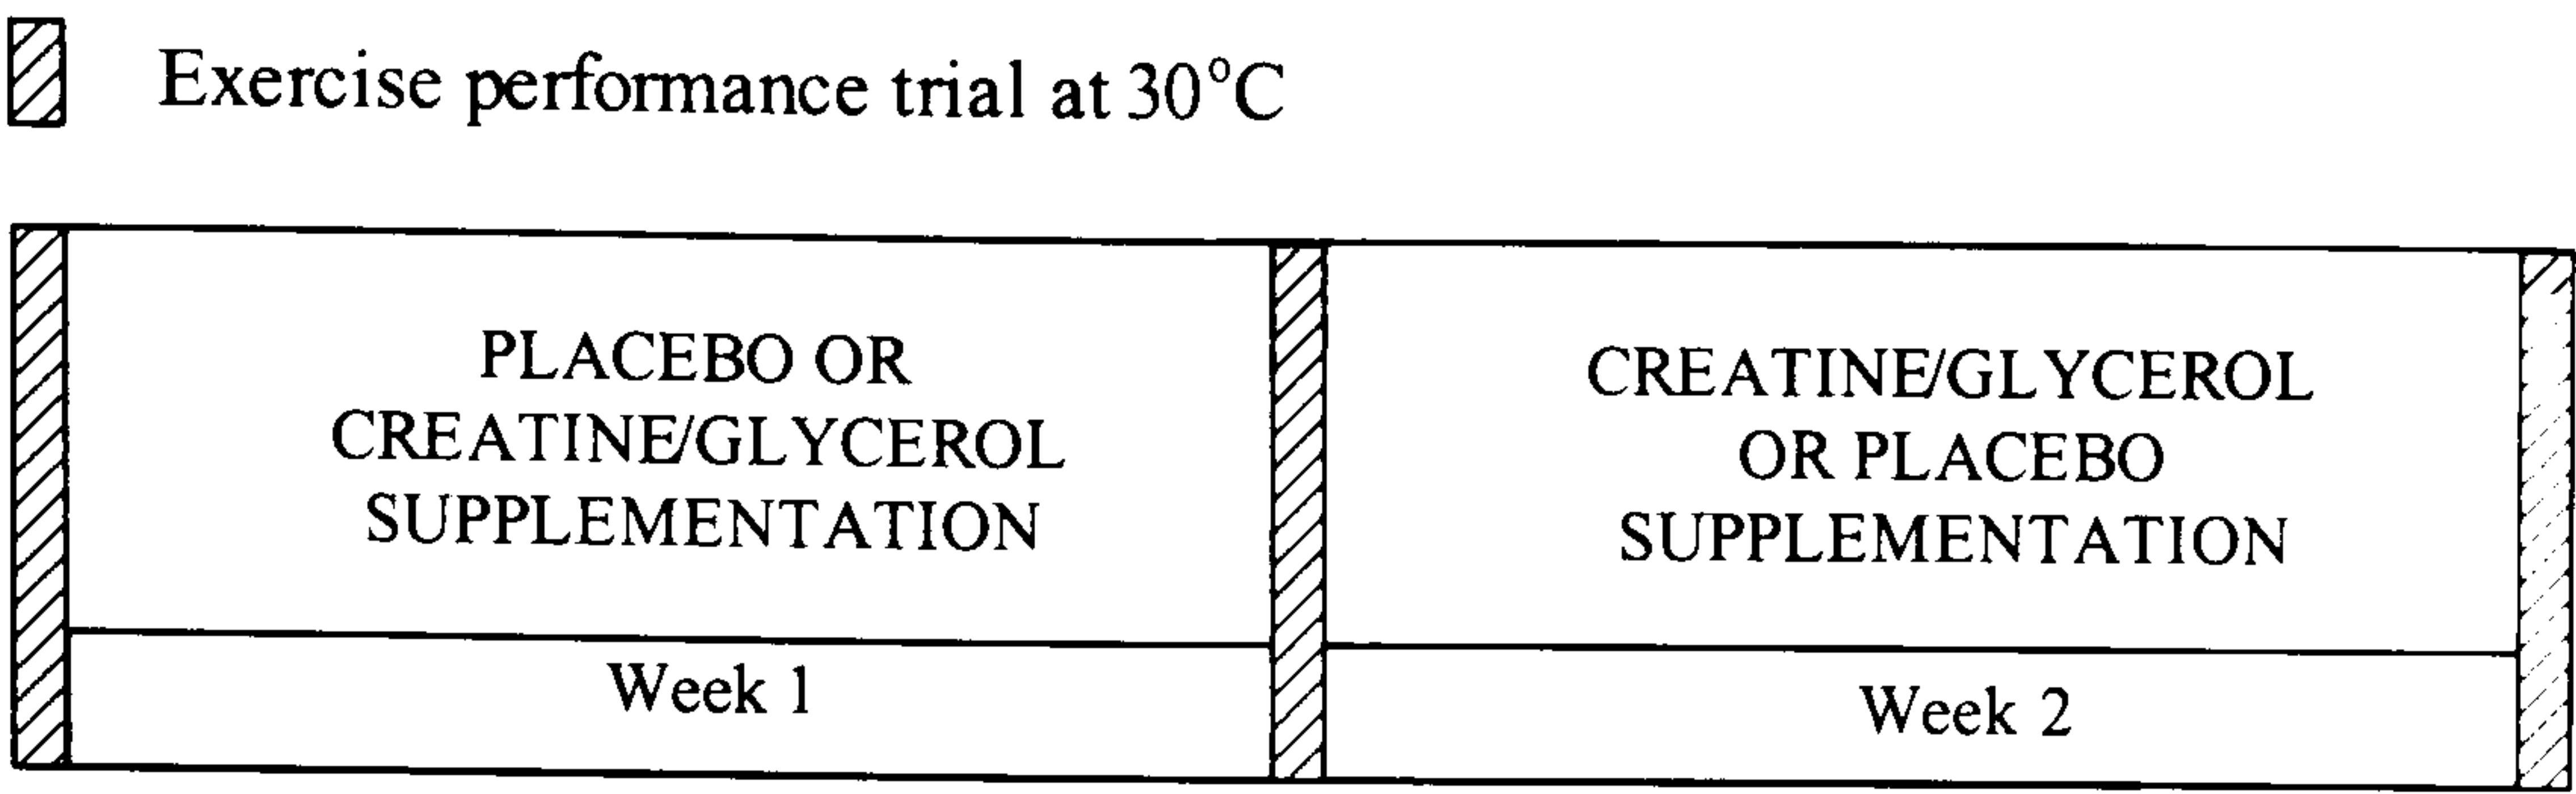 Exercise performance trial at 30°C
PLACEBO OR
CREATINE/GLYCEROL
SUPPLEMENTATION
CREATINE/GLYCEROL
OR PLACEBO
SUPPLEMENTATION
Week 1
Week 2